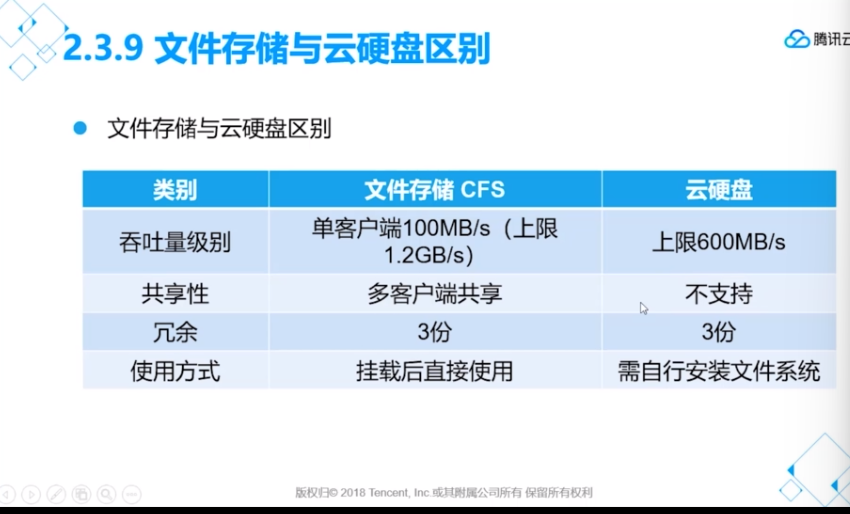 2.3.9 文件存储与云硬盘区别
腾讯云
文件存储与云硬盘区别
类别 文件存储 CFS 云硬盘
吞吐量级别 单客户端100MB/s（上限
1.2GB/s） 上限600MB/s
共享性 多客户端共享 不支持
冗余 3份 3份
使用方式 挂载后直接使用 需自行安装文件系统
版权归© 2018 Tencent, Inc.或其附属公司所有 保留所有权利